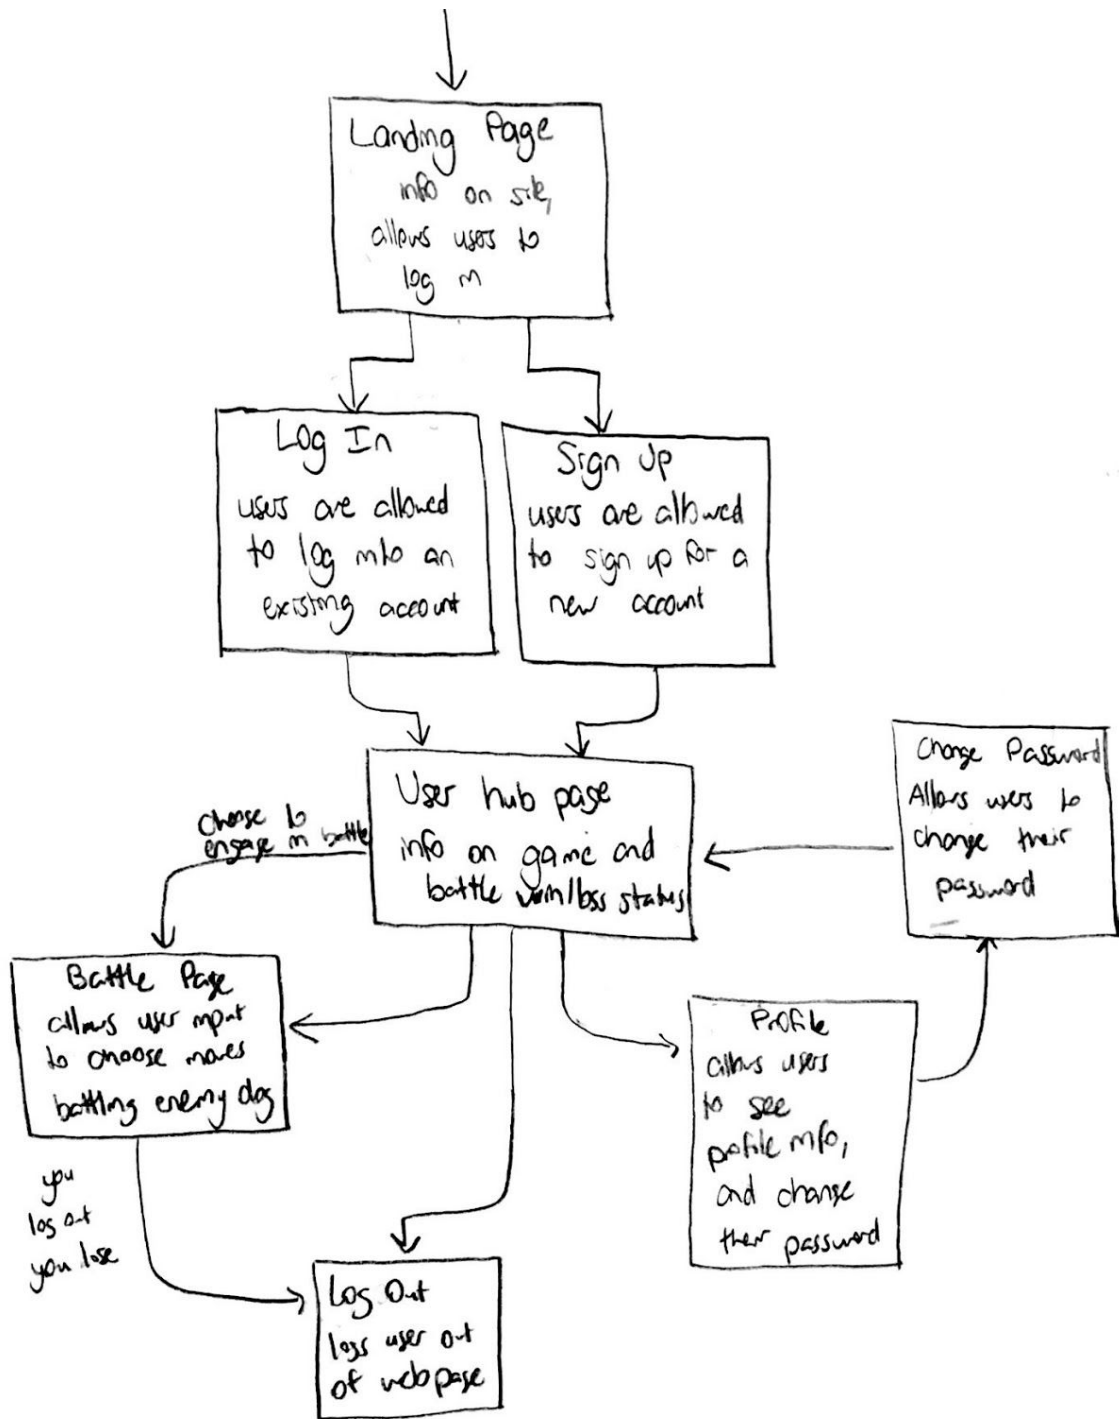 Landing Page
info on site,
allows users to
log in
Log In
users are allowed
to log into an
existing account
Sign Up
users are allowed
to sign up for a
new account
User hub page
info on game and
battle win/loss status
choose to
engage in battle
Change Password
Allows users to
change their
password
Battle Page
allows user input
to choose moves
battling enemy dog
Profile
allows users
to see
profile info,
and change
their password
you
log out
you lose
Log Out
logs user out
of webpage